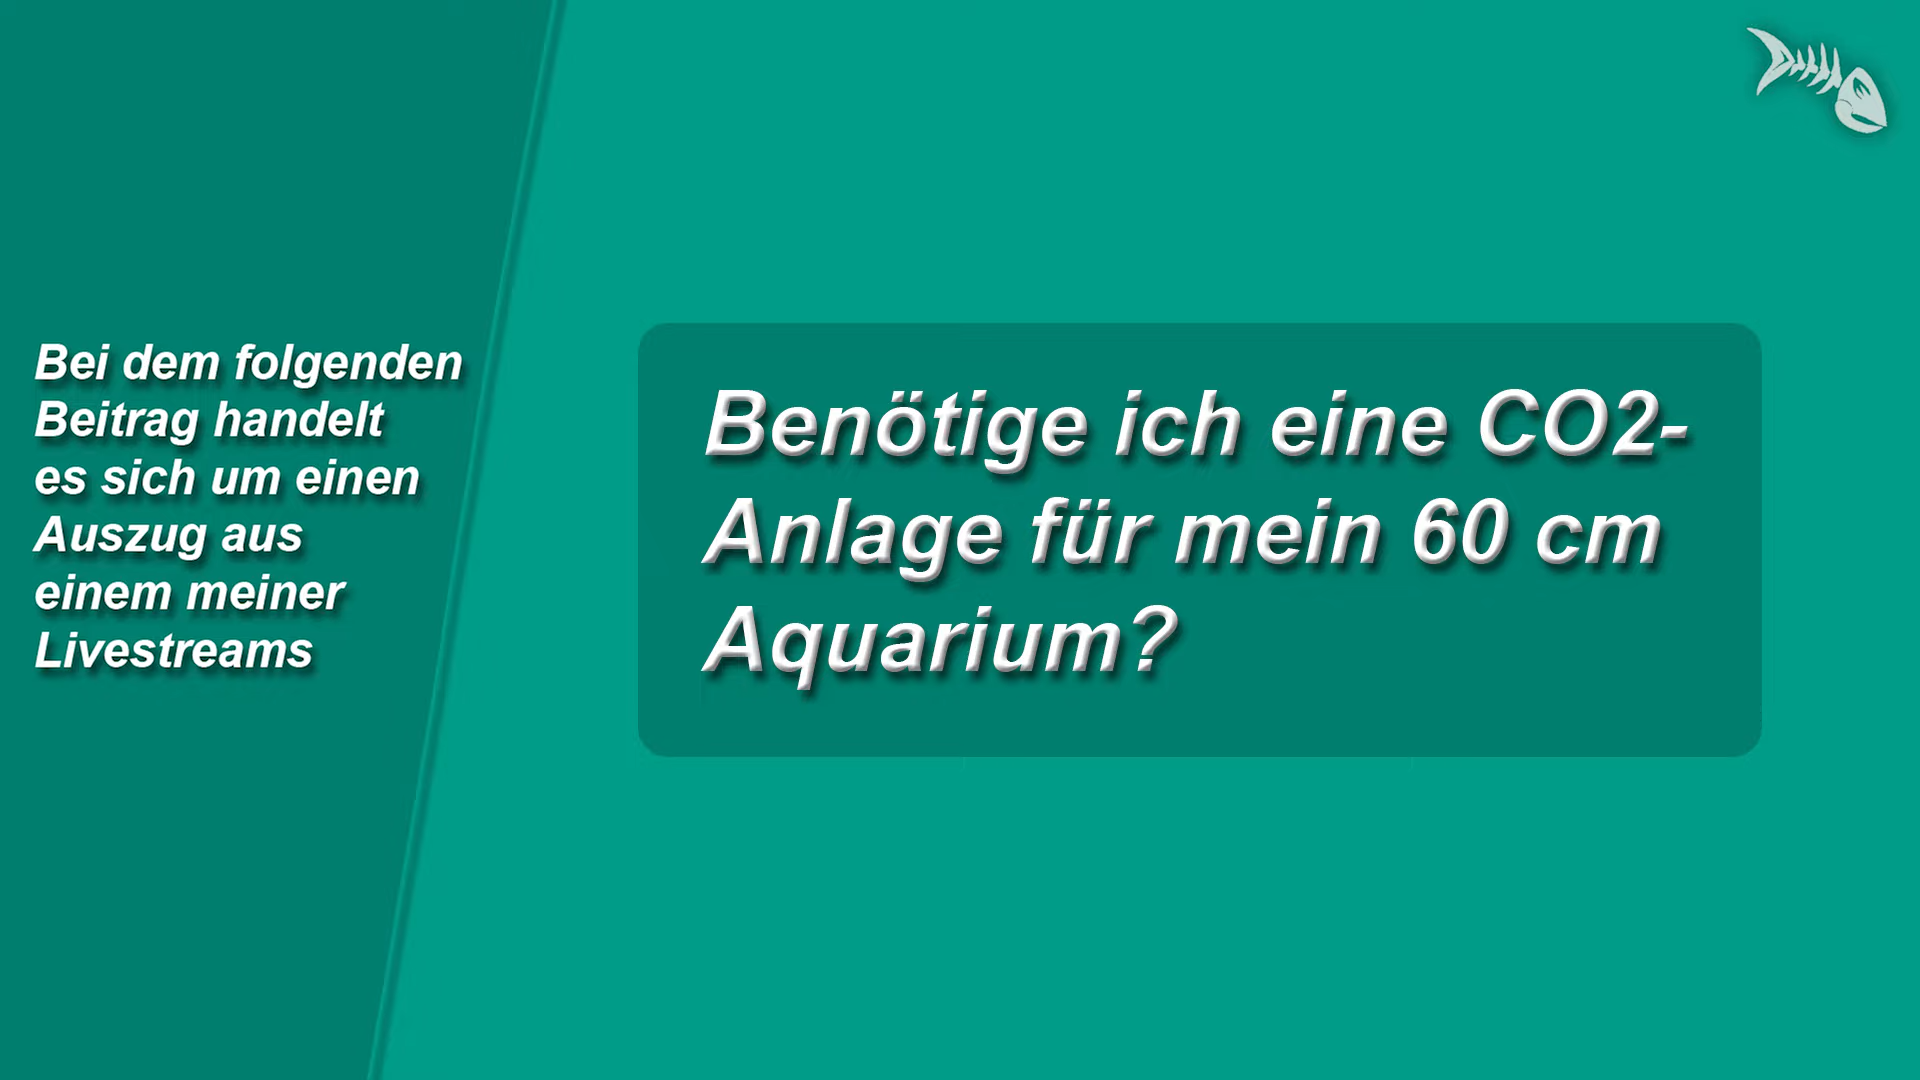 Bei dem folgenden
Beitrag handelt
es sich um einen
Auszug aus
einem meiner
Livestreams
Benötige ich eine CO2-
Anlage für mein 60 cm
Aquarium?